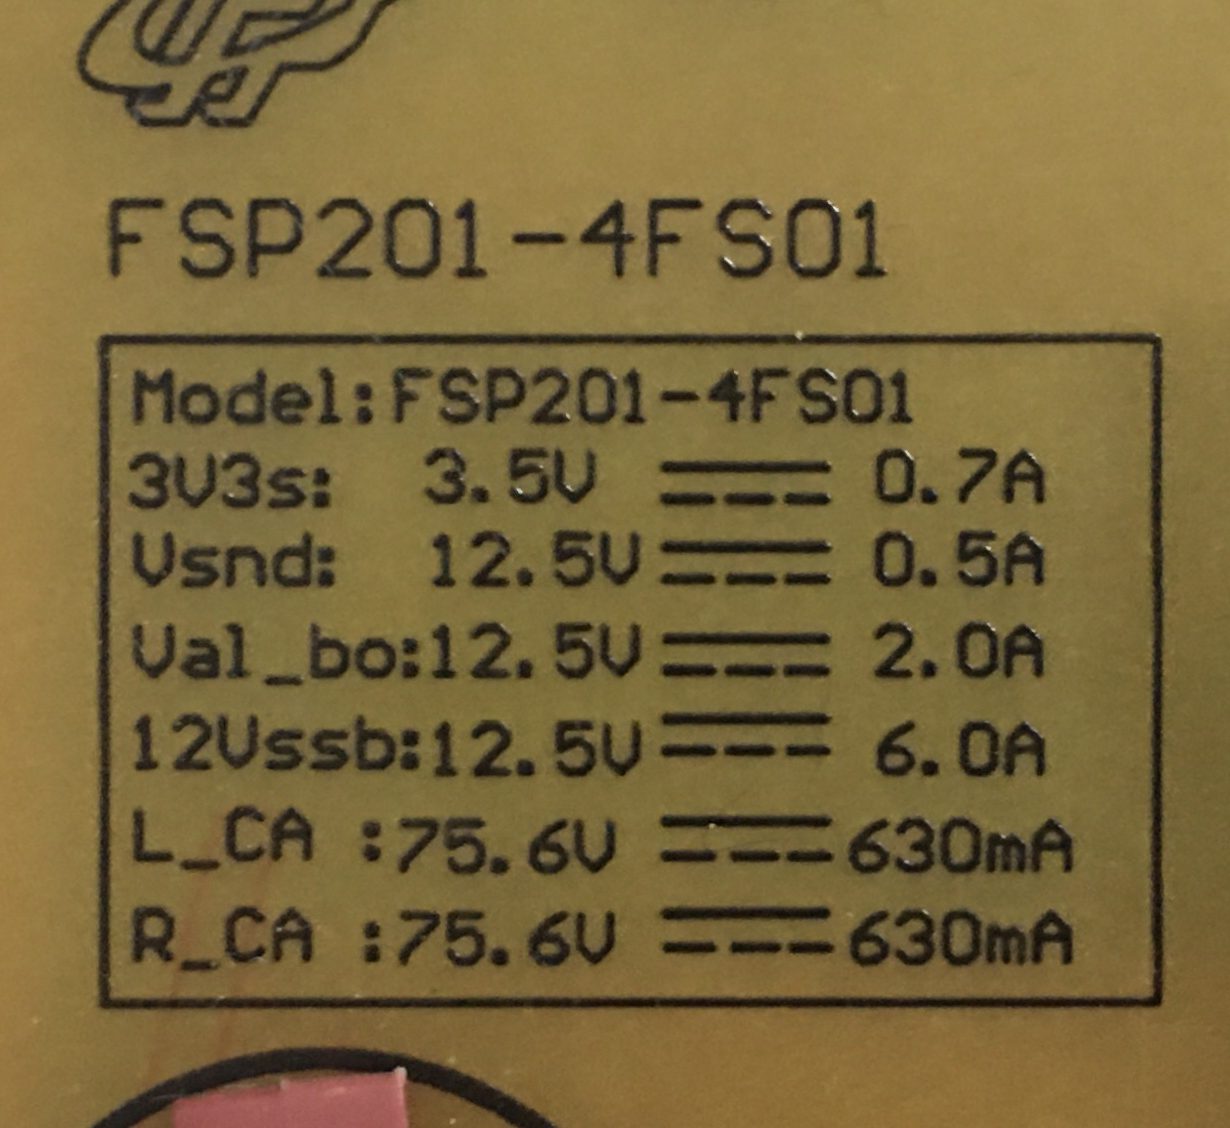 FSP201-4FS01
Model:FSP201-4FS01
3V3s: 3.5V ⎓ 0.7A
Vsnd: 12.5V ⎓ 0.5A
Val_bo:12.5V ⎓ 2.0A
12Vssb:12.5V ⎓ 6.0A
L_CA :75.6V ⎓ 630mA
R_CA :75.6V ⎓ 630mA